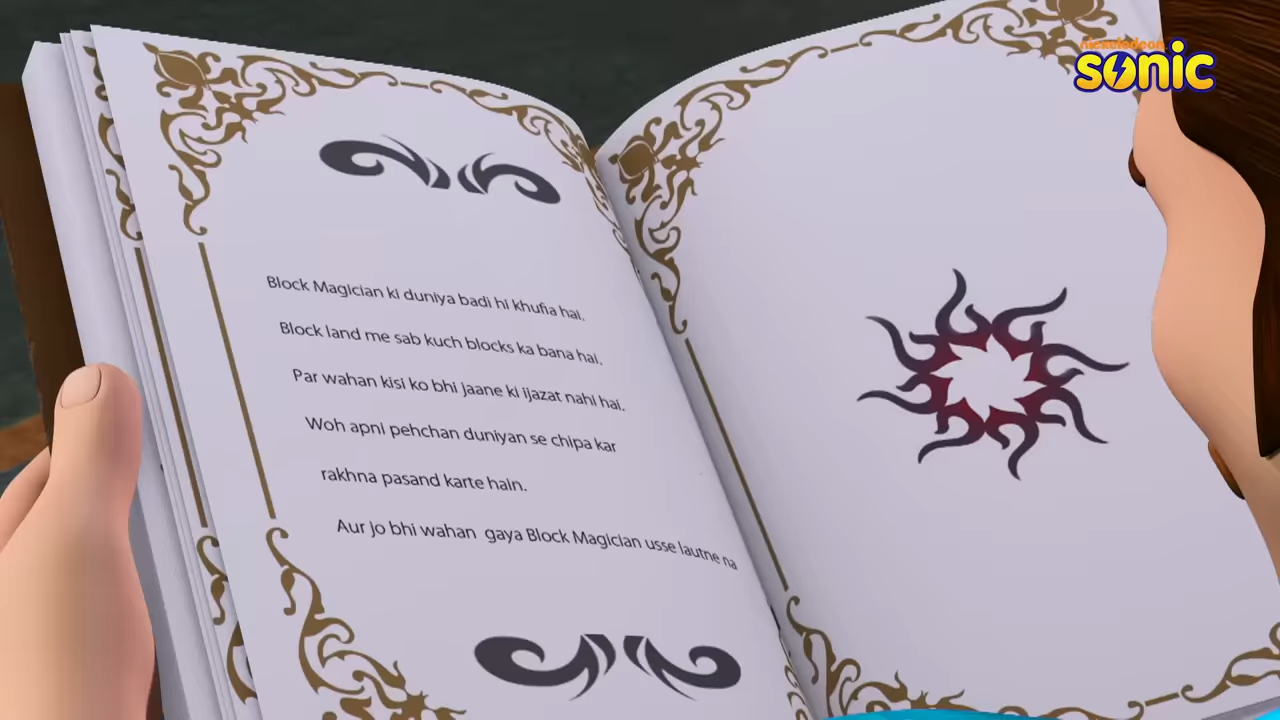 nickelodeon
sonic
Block Magician ki duniya badi hi khufia hai.
Block land me sab kuch blocks ka bana hai.
Par wahan kisi ko bhi jaane ki ijazat nahi hai.
Woh apni pehchan duniyan se chipa kar
rakhna pasand karte hain.
Aur jo bhi wahan gaya Block Magician usse lautne na